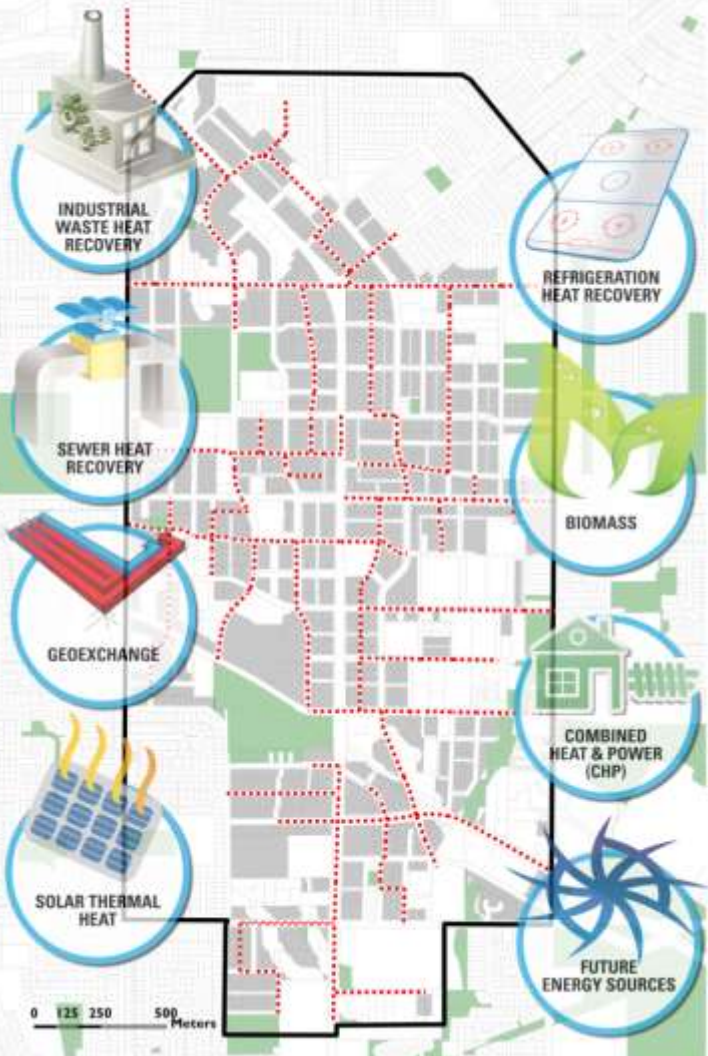 INDUSTRIAL
WASTE HEAT
RECOVERY
REFRIGERATION
HEAT RECOVERY
SEWER HEAT
RECOVERY
BIOMASS
GEOEXCHANGE
COMBINED
HEAT & POWER
(CHP)
SOLAR THERMAL
HEAT
FUTURE
ENERGY SOURCES
0 125 250 500
Meters